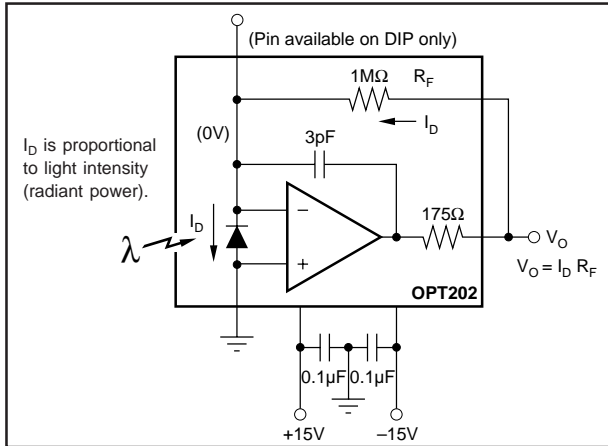 (Pin available on DIP only)
1MΩ R_F
I_D
(0V)
3pF
I_D is proportional
to light intensity
(radiant power).
I_D
λ
–
+
175Ω
V_O
V_O = I_D R_F
OPT202
0.1µF 0.1µF
+15V –15V